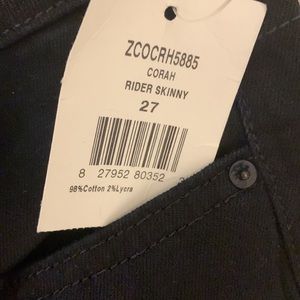 ZCOCRH5885
CORAH
RIDER SKINNY
27
8 27952 80352
98%Cotton 2%Lycra